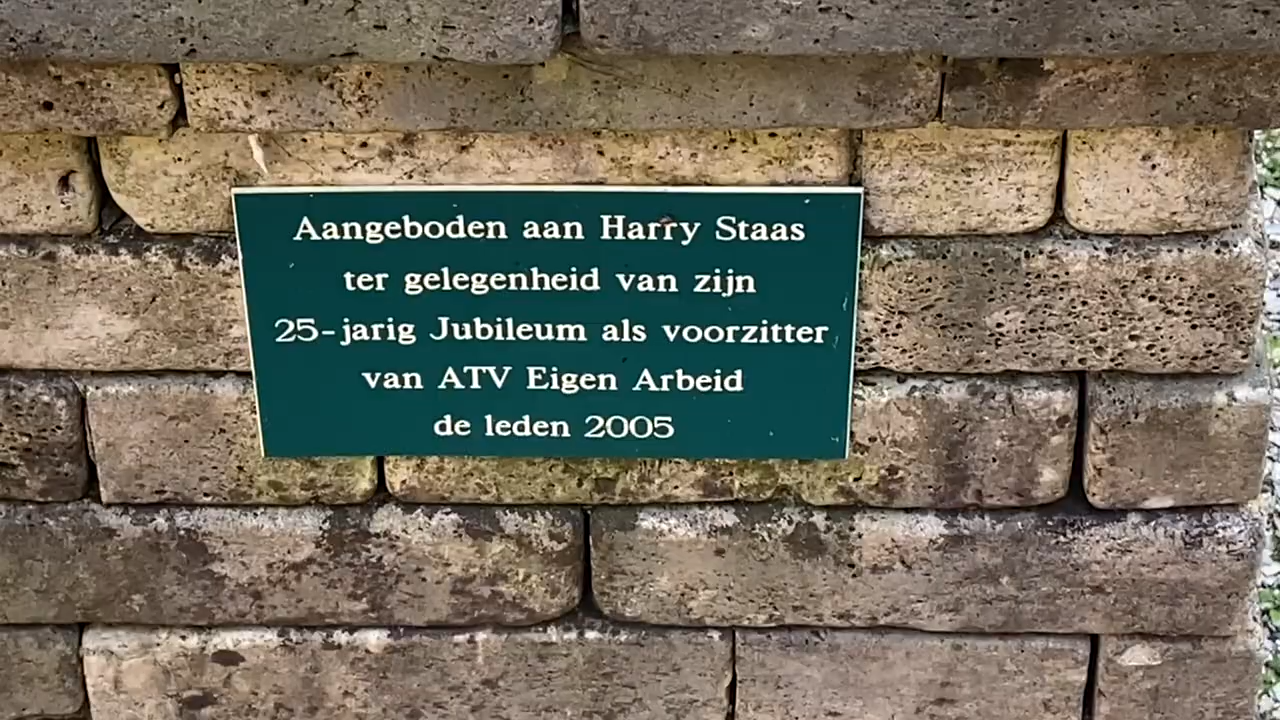 Aangeboden aan Harry Staas
ter gelegenheid van zijn
25-jarig Jubileum als voorzitter
van ATV Eigen Arbeid
de leden 2005